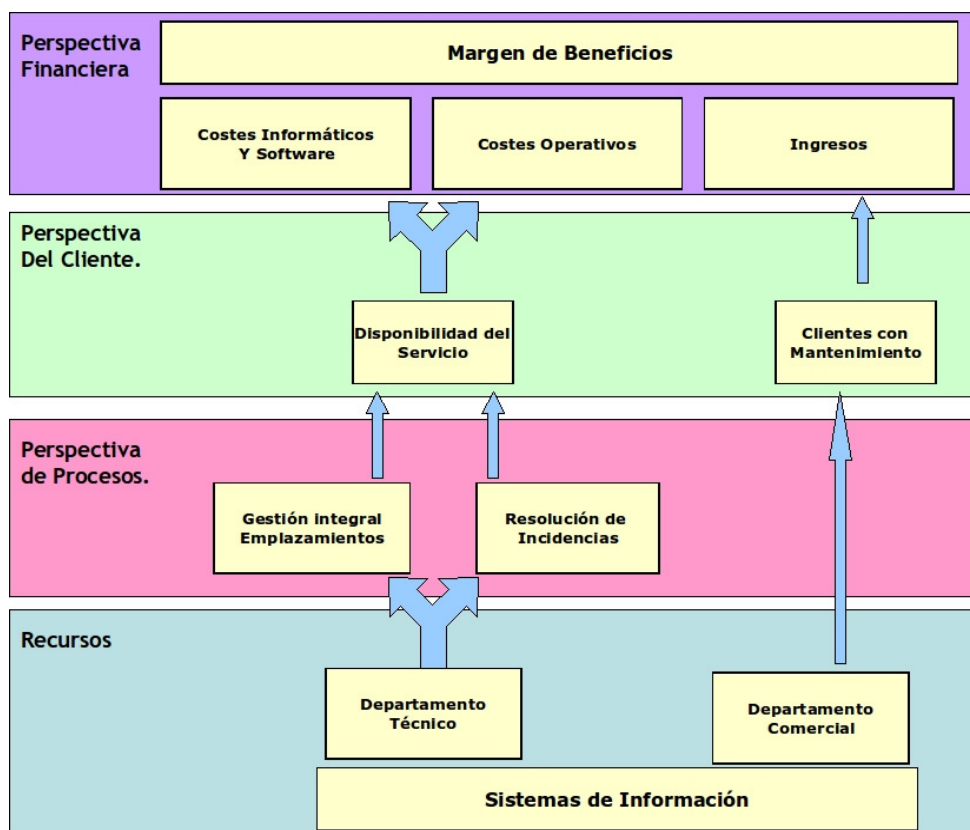 Perspectiva
Financiera
Margen de Beneficios
Costes Informáticos
Y Software
Costes Operativos
Ingresos
Perspectiva
Del Cliente.
Disponibilidad del
Servicio
Clientes con
Mantenimiento
Perspectiva
de Procesos.
Gestión integral
Emplazamientos
Resolución de
Incidencias
Recursos
Departamento
Técnico
Departamento
Comercial
Sistemas de Información